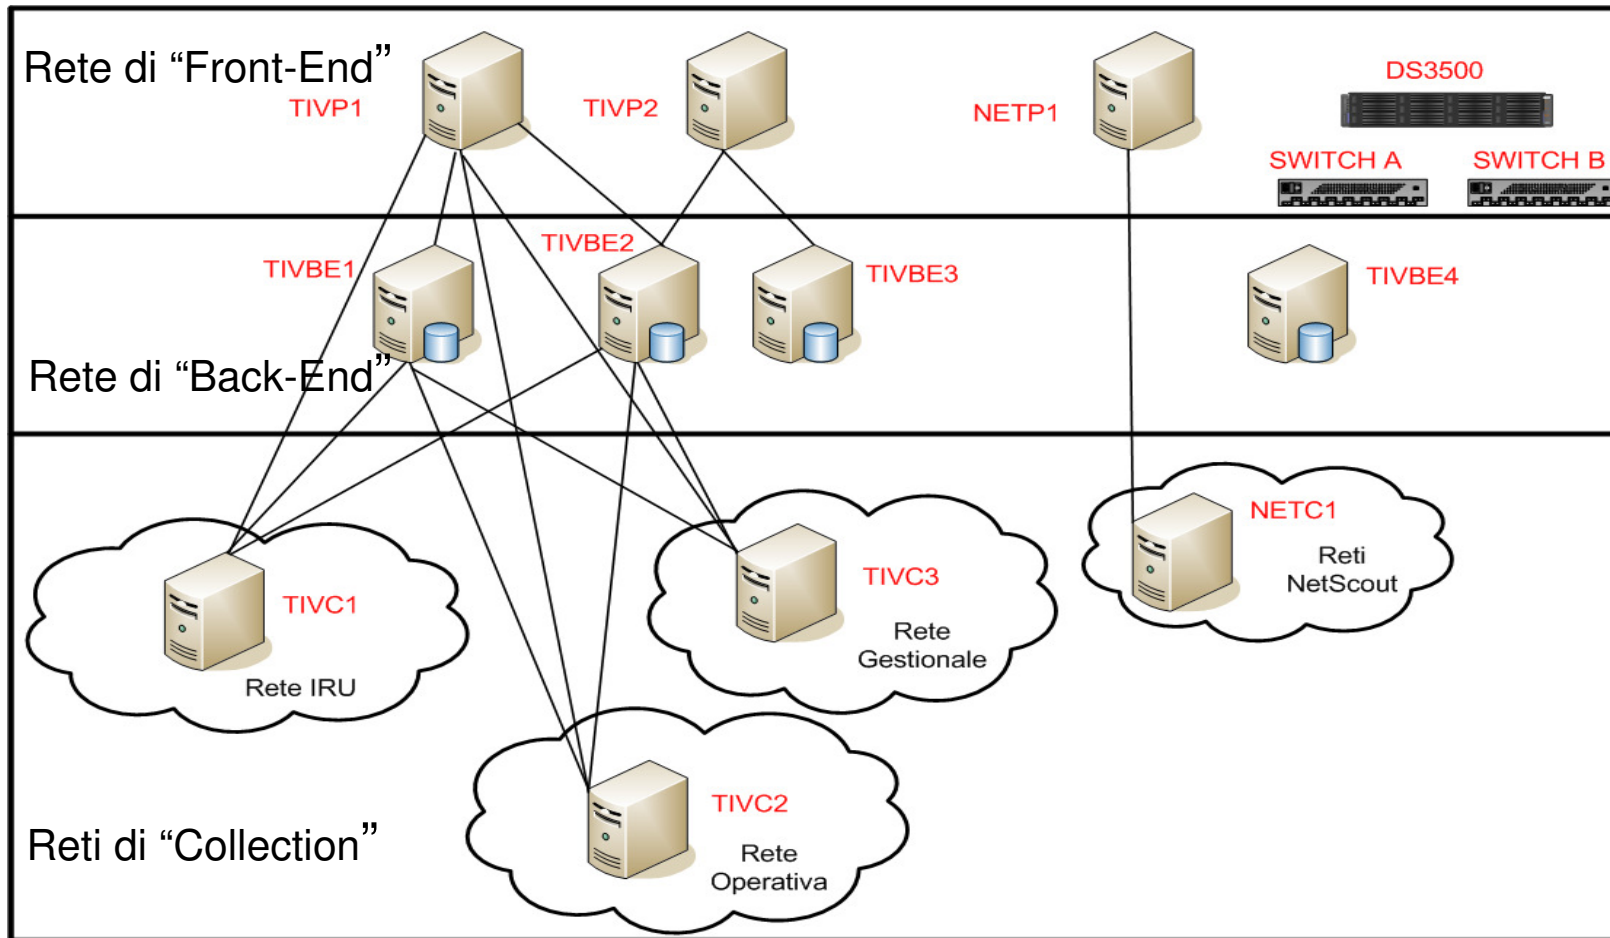 Rete di “Front-End”
TIVP1
TIVP2
NETP1
DS3500
SWITCH A
SWITCH B
TIVBE1
TIVBE2
TIVBE3
TIVBE4
Rete di “Back-End”
TIVC1
Rete IRU
TIVC3
Rete
Gestionale
NETC1
Reti
NetScout
TIVC2
Rete
Operativa
Reti di “Collection”